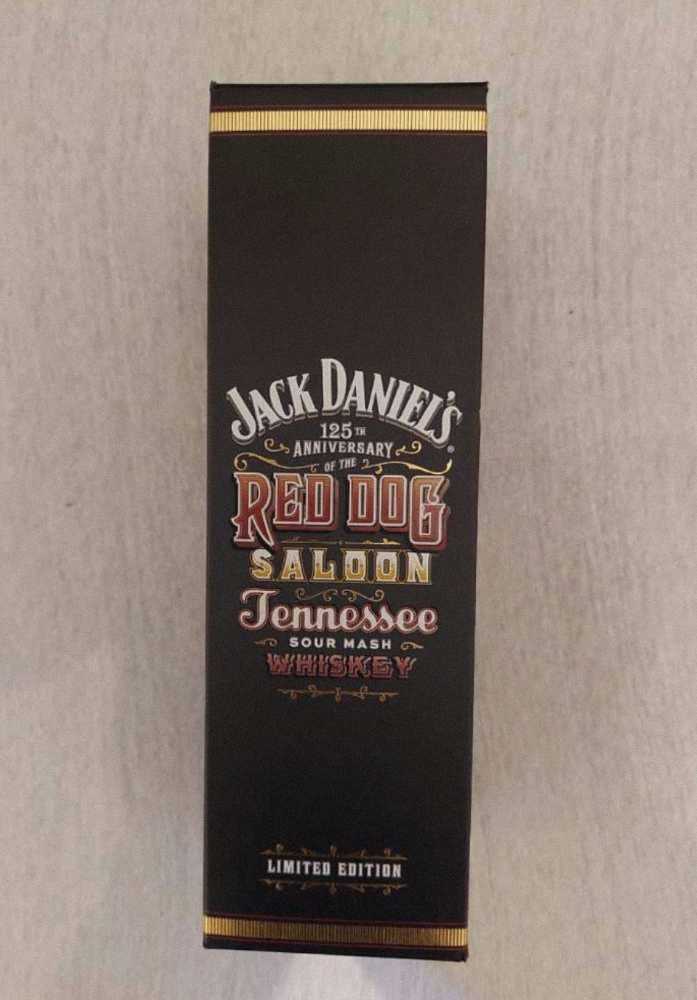 JACK DANIEL'S®
125TH
ANNIVERSARY
OF THE
RED DOG
SALOON
Tennessee
SOUR MASH
WHISKEY
LIMITED EDITION